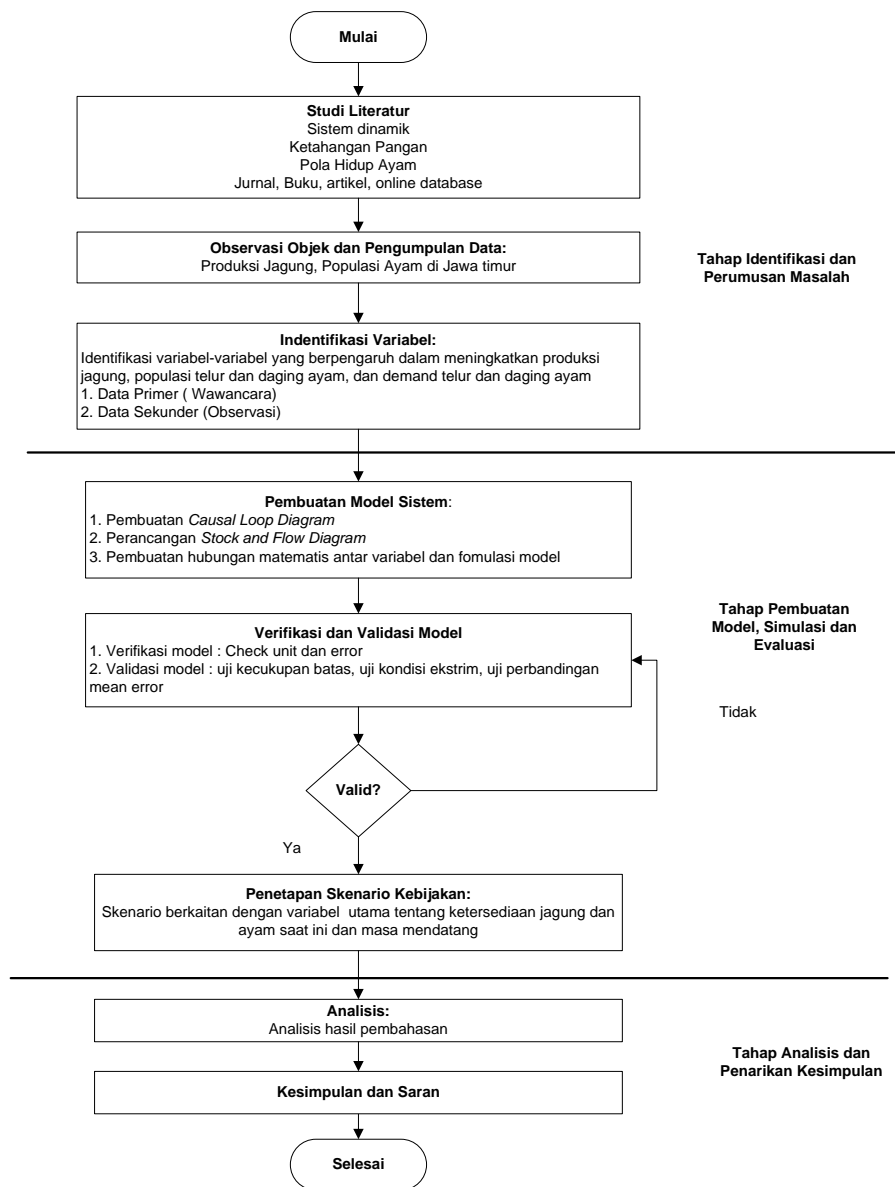 Mulai
Studi Literatur
Sistem dinamik
Ketahangan Pangan
Pola Hidup Ayam
Jurnal, Buku, artikel, online database
Observasi Objek dan Pengumpulan Data:
Produksi Jagung, Populasi Ayam di Jawa timur
Tahap Identifikasi dan
Perumusan Masalah
Indentifikasi Variabel:
Identifikasi variabel-variabel yang berpengaruh dalam meningkatkan produksi
jagung, populasi telur dan daging ayam, dan demand telur dan daging ayam
1. Data Primer ( Wawancara)
2. Data Sekunder (Observasi)
Pembuatan Model Sistem:
1. Pembuatan Causal Loop Diagram
2. Perancangan Stock and Flow Diagram
3. Pembuatan hubungan matematis antar variabel dan fomulasi model
Tahap Pembuatan
Model, Simulasi dan
Evaluasi
Verifikasi dan Validasi Model
1. Verifikasi model : Check unit dan error
2. Validasi model : uji kecukupan batas, uji kondisi ekstrim, uji perbandingan
mean error
Tidak
Valid?
Ya
Penetapan Skenario Kebijakan:
Skenario berkaitan dengan variabel  utama tentang ketersediaan jagung dan
ayam saat ini dan masa mendatang
Analisis:
Analisis hasil pembahasan
Tahap Analisis dan
Penarikan Kesimpulan
Kesimpulan dan Saran
Selesai